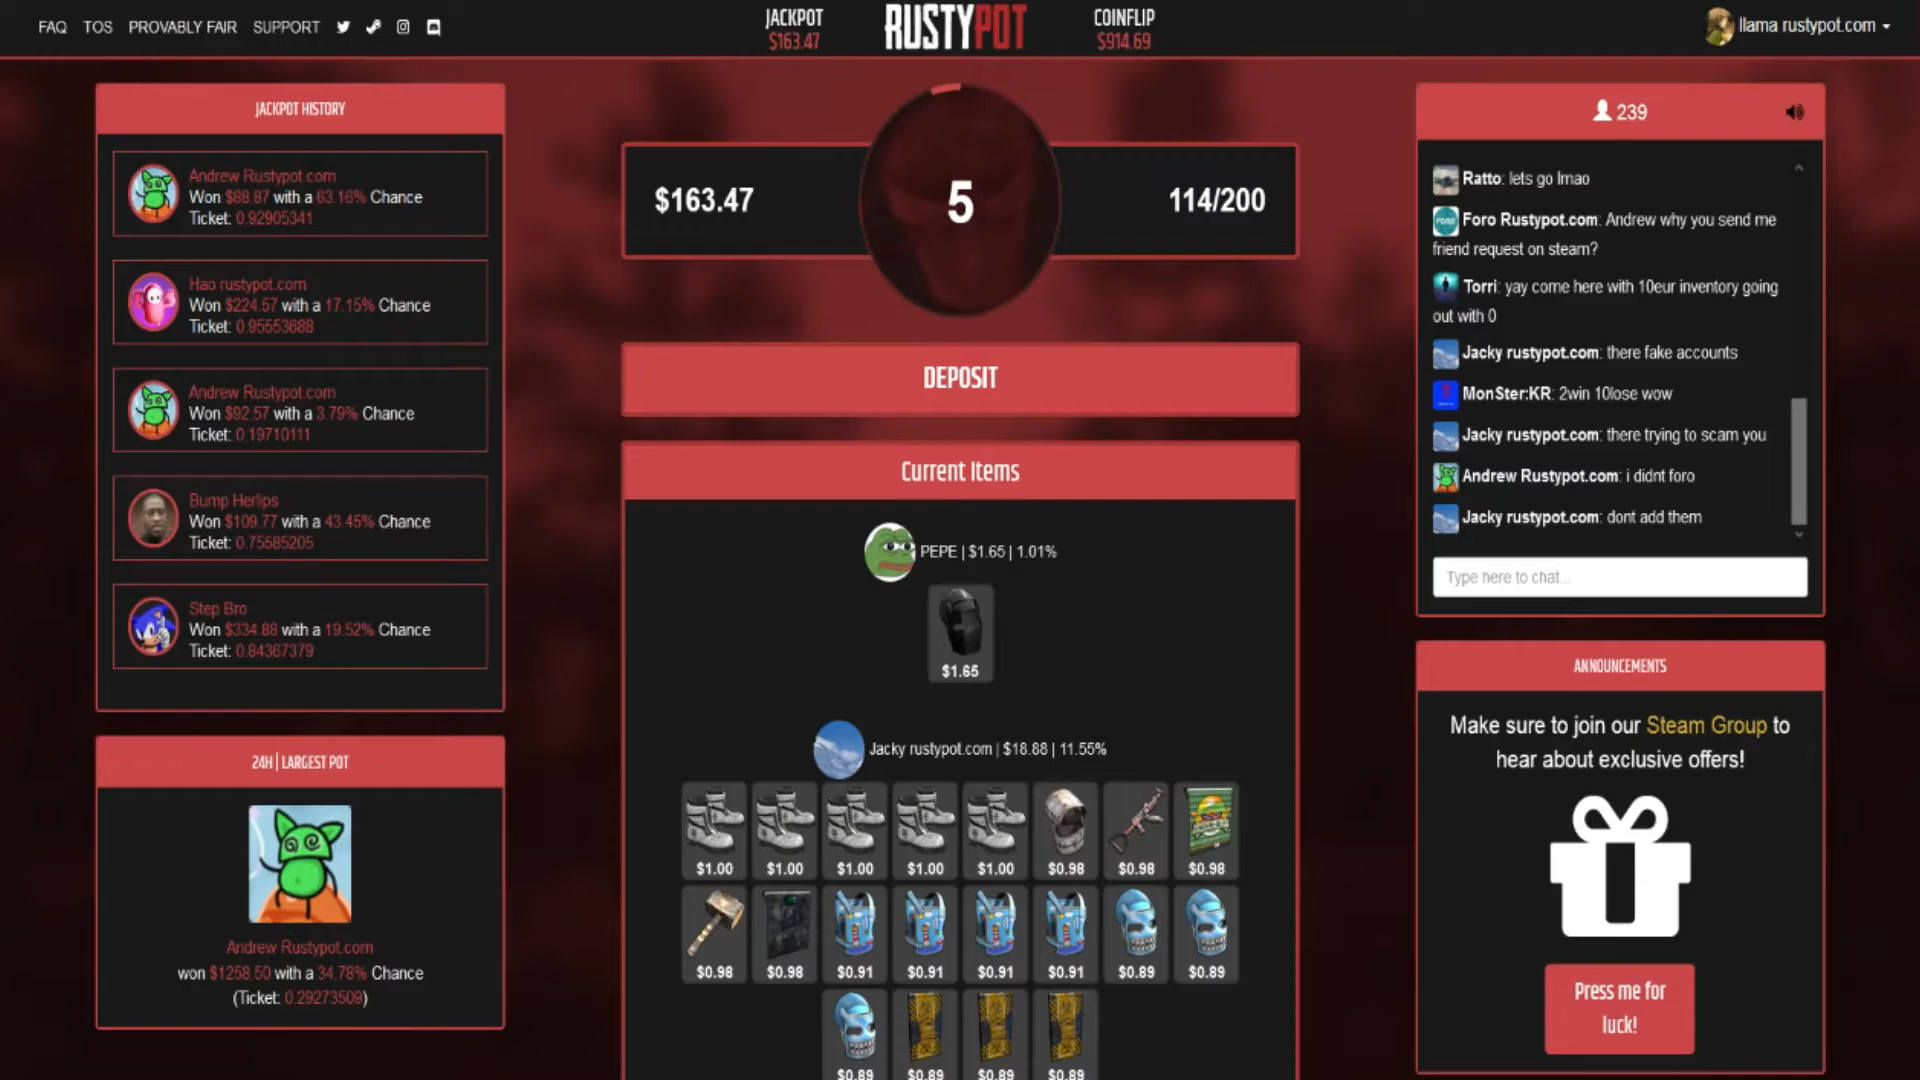 FAQ TOS PROVABLY FAIR SUPPORT
JACKPOT
$163.47
RUSTYPOT
COINFLIP
$914.69
llama rustypot.com
JACKPOT HISTORY
Andrew Rustypot.com
Won $88.87 with a 63.16% Chance
Ticket: 0.92905341
Hao rustypot.com
Won $224.57 with a 17.15% Chance
Ticket: 0.95553688
Andrew Rustypot.com
Won $92.57 with a 3.79% Chance
Ticket: 0.19710111
Bump Herlips
Won $109.77 with a 43.45% Chance
Ticket: 0.75585205
Step Bro
Won $334.88 with a 19.52% Chance
Ticket: 0.84367379
24H | LARGEST POT
Andrew Rustypot.com
won $1258.50 with a 34.78% Chance
(Ticket: 0.29273509)
$163.47
5
114/200
DEPOSIT
Current Items
PEPE | $1.65 | 1.01%
$1.65
Jacky rustypot.com | $18.88 | 11.55%
$1.00 $1.00 $1.00 $1.00 $1.00 $0.98 $0.98 $0.98
$0.98 $0.98 $0.91 $0.91 $0.91 $0.91 $0.89 $0.89
$0.89 $0.89 $0.89 $0.89
239
Ratto: lets go lmao
Foro Rustypot.com: Andrew why you send me
friend request on steam?
Torri: yay come here with 10eur inventory going
out with 0
Jacky rustypot.com: there fake accounts
MonSter:KR: 2win 10lose wow
Jacky rustypot.com: there trying to scam you
Andrew Rustypot.com: i didnt foro
Jacky rustypot.com: dont add them
Type here to chat...
ANNOUNCEMENTS
Make sure to join our Steam Group to
hear about exclusive offers!
Press me for
luck!